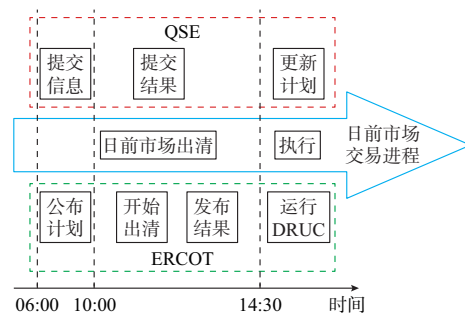 QSE
提交
信息
提交
结果
更新
计划
日前市场出清
执行
日前市场
交易进程
公布
计划
开始
出清
发布
结果
运行
DRUC
ERCOT
06:00 10:00 14:30 时间